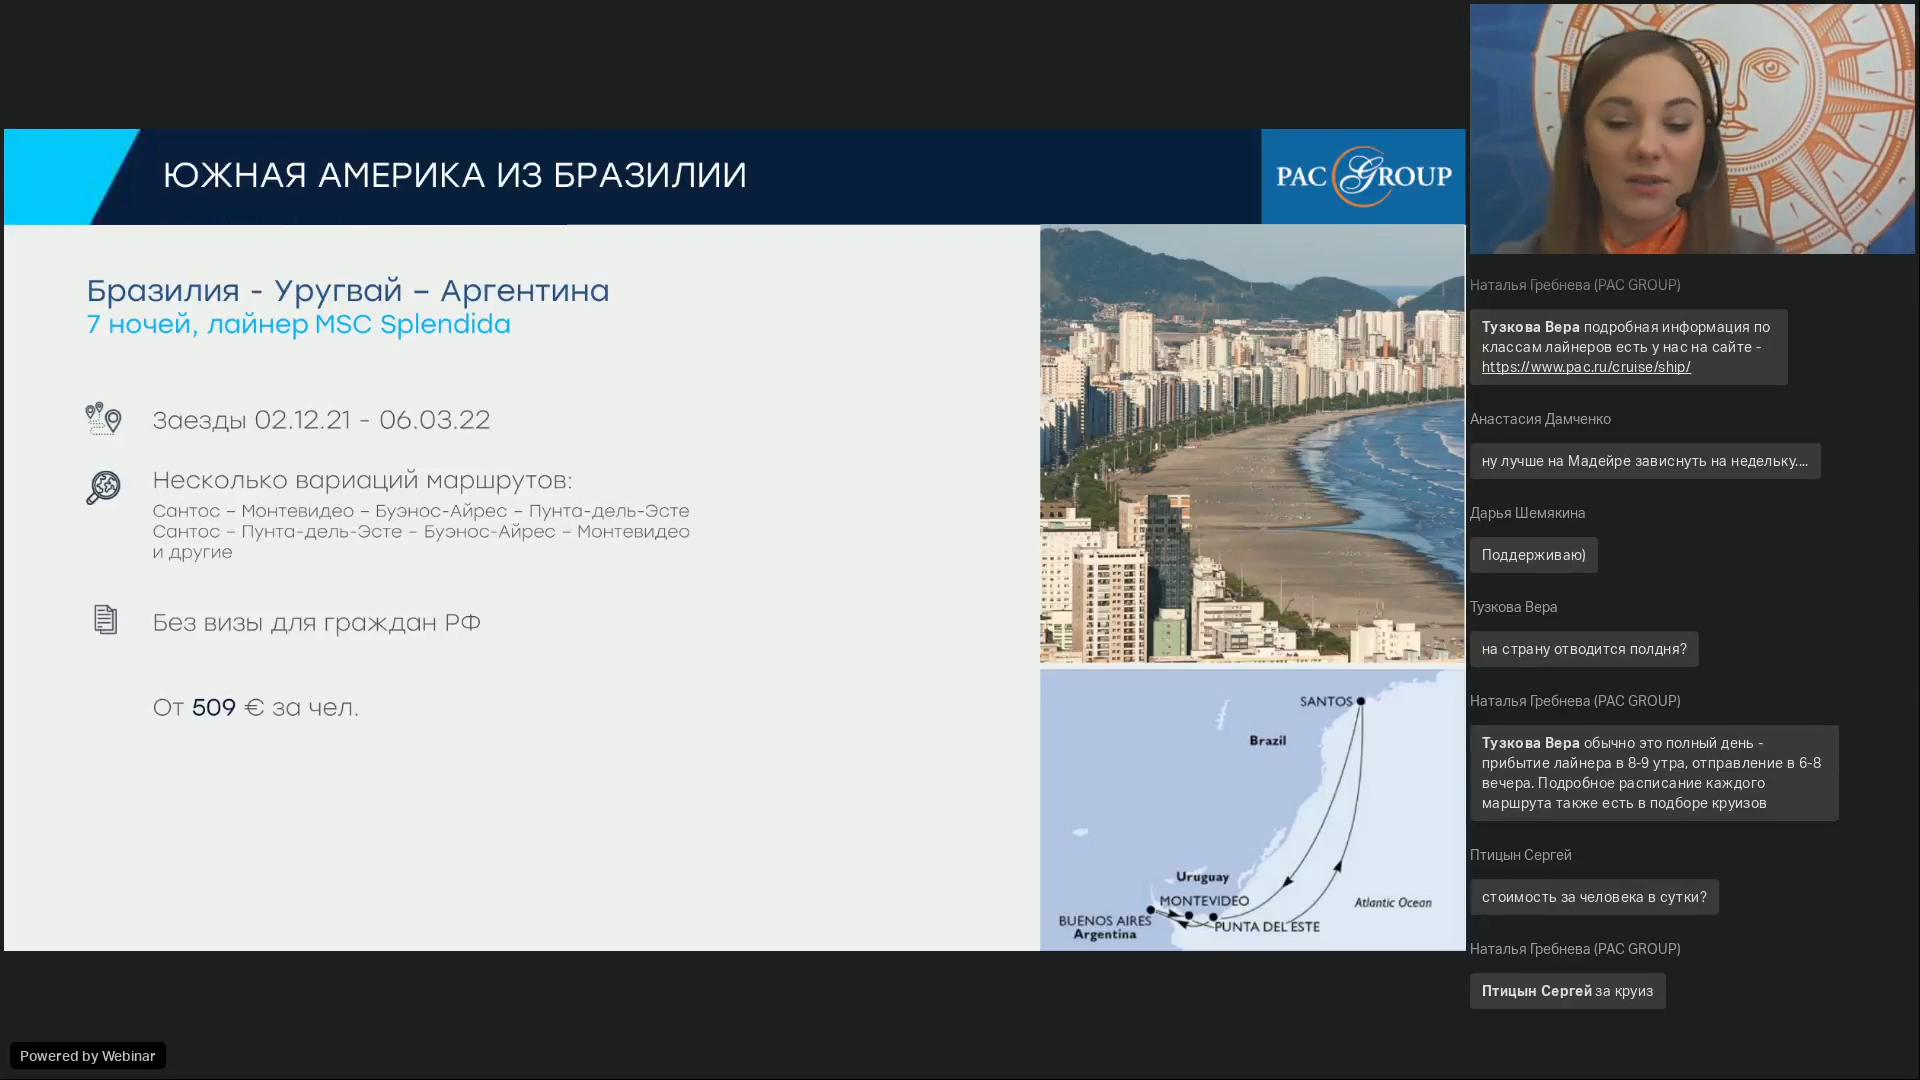 ЮЖНАЯ АМЕРИКА ИЗ БРАЗИЛИИ
PAC GROUP
Бразилия - Уругвай – Аргентина
7 ночей, лайнер MSC Splendida
Заезды 02.12.21 - 06.03.22
Несколько вариаций маршрутов:
Сантос – Монтевидео – Буэнос-Айрес – Пунта-дель-Эсте
Сантос – Пунта-дель-Эсте – Буэнос-Айрес – Монтевидео
и другие
Без визы для граждан РФ
От 509 € за чел.
SANTOS
Brazil
Uruguay
MONTEVIDEO
BUENOS AIRES
Argentina
PUNTA DEL ESTE
Atlantic Ocean
Наталья Гребнева (PAC GROUP)
Тузкова Вера подробная информация по
классам лайнеров есть у нас на сайте -
https://www.pac.ru/cruise/ship/
Анастасия Дамченко
ну лучше на Мадейре зависнуть на недельку....
Дарья Шемякина
Поддерживаю)
Тузкова Вера
на страну отводится полдня?
Наталья Гребнева (PAC GROUP)
Тузкова Вера обычно это полный день -
прибытие лайнера в 8-9 утра, отправление в 6-8
вечера. Подробное расписание каждого
маршрута также есть в подборе круизов
Птицын Сергей
стоимость за человека в сутки?
Наталья Гребнева (PAC GROUP)
Птицын Сергей за круиз
Powered by Webinar